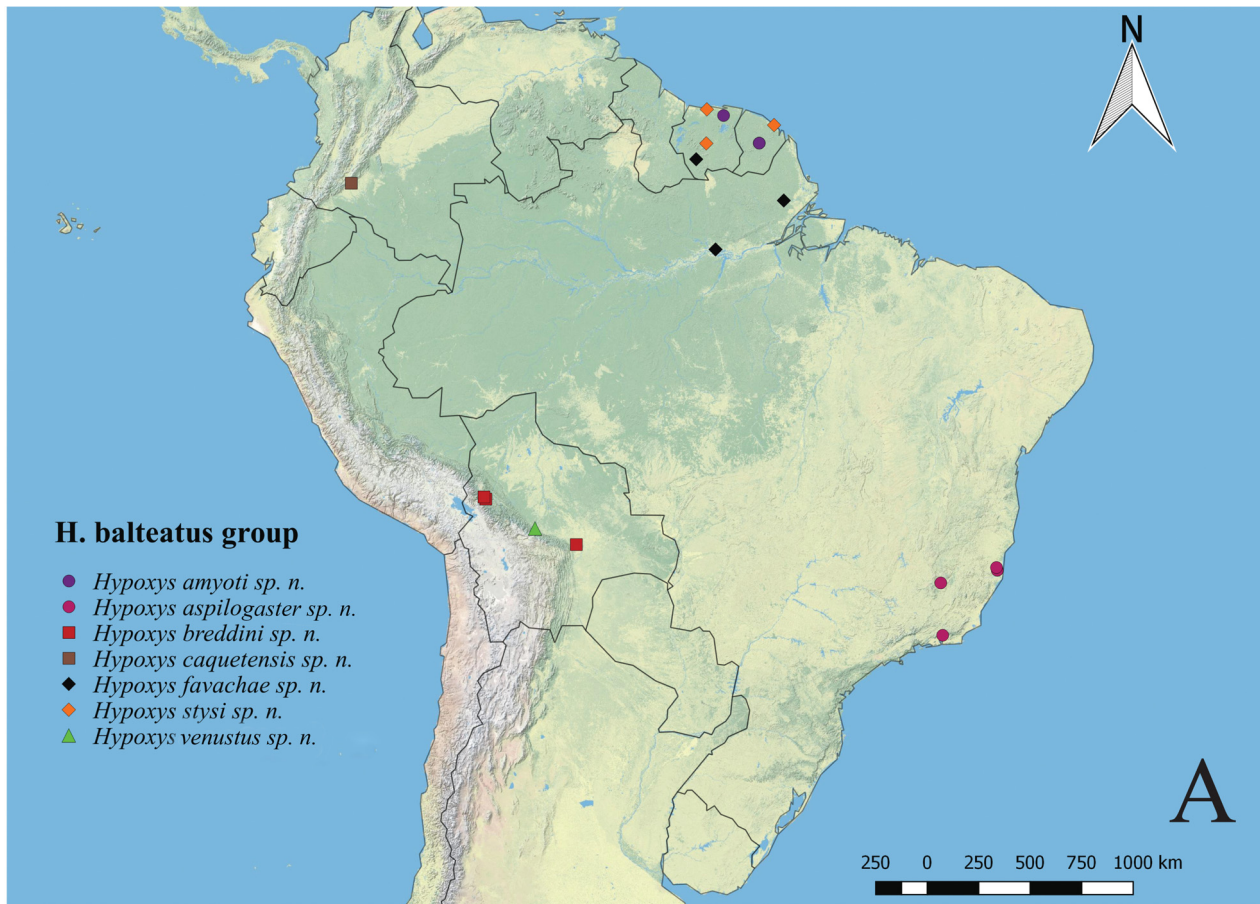 N
H. balteatus group
Hypoxys amyoti sp. n.
Hypoxys aspilogaster sp. n.
Hypoxys breddini sp. n.
Hypoxys caquetensis sp. n.
Hypoxys favachae sp. n.
Hypoxys stysi sp. n.
Hypoxys venustus sp. n.
A
250 0 250 500 750 1000 km